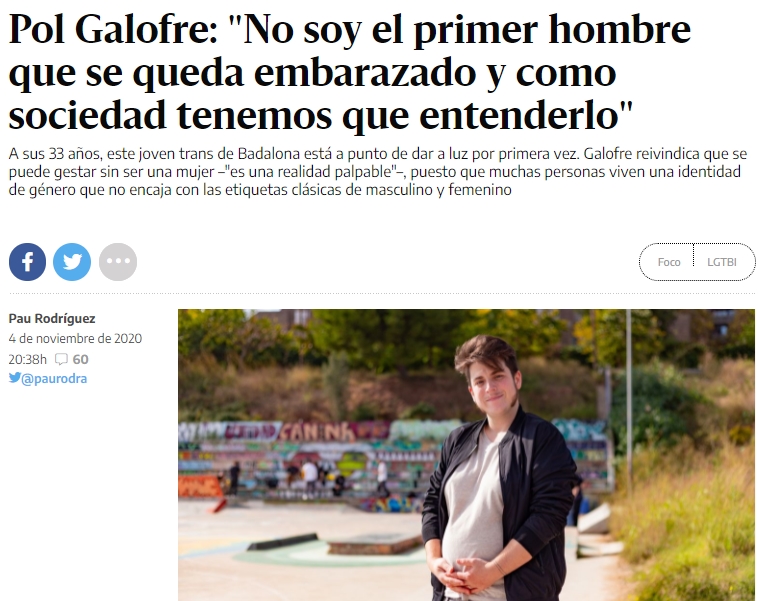 Pol Galofre: "No soy el primer hombre
que se queda embarazado y como
sociedad tenemos que entenderlo"
A sus 33 años, este joven trans de Badalona está a punto de dar a luz por primera vez. Galofre reivindica que se
puede gestar sin ser una mujer –"es una realidad palpable"–, puesto que muchas personas viven una identidad
de género que no encaja con las etiquetas clásicas de masculino y femenino
Foco LGTBI
Pau Rodríguez
4 de noviembre de 2020
20:38h 60
@paurodra